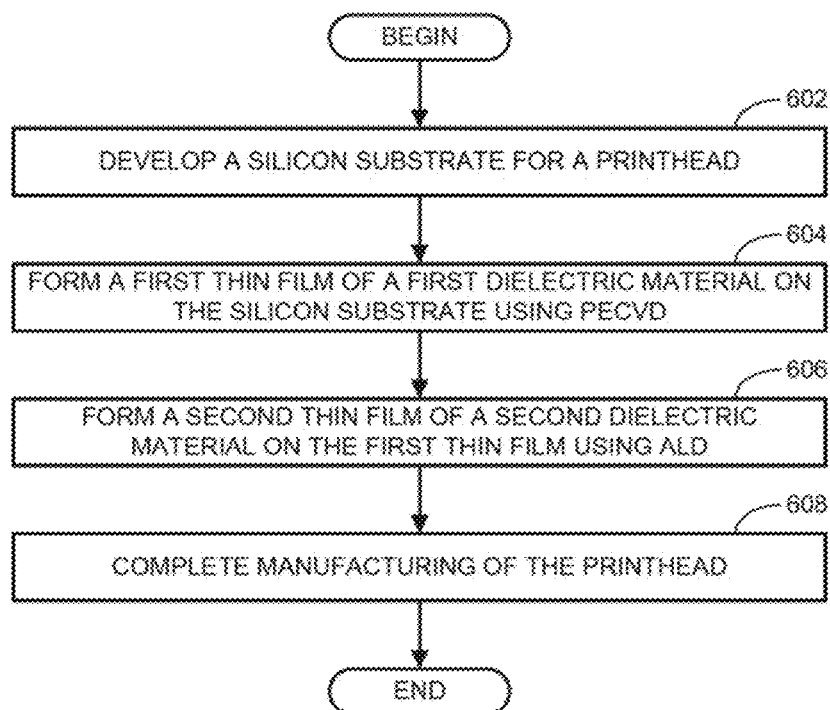 BEGIN
602
DEVELOP A SILICON SUBSTRATE FOR A PRINTHEAD
604
FORM A FIRST THIN FILM OF A FIRST DIELECTRIC MATERIAL ON
THE SILICON SUBSTRATE USING PECVD
606
FORM A SECOND THIN FILM OF A SECOND DIELECTRIC
MATERIAL ON THE FIRST THIN FILM USING ALD
608
COMPLETE MANUFACTURING OF THE PRINTHEAD
END